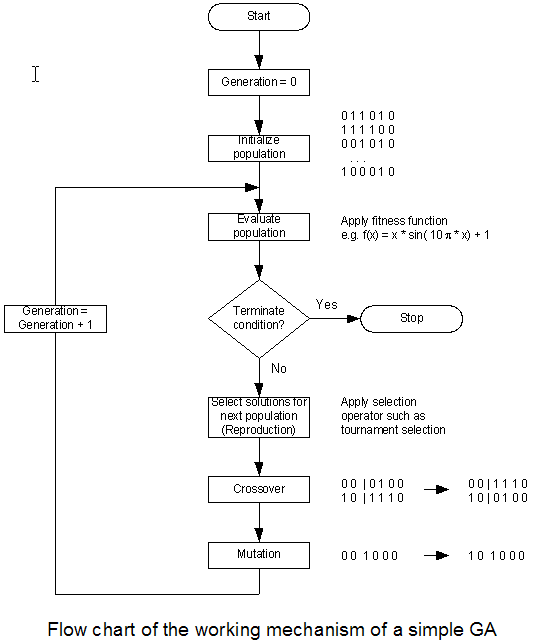 Start
Generation = 0
Initialize
population
0 1 1 0 1 0
1 1 1 1 0 0
0 0 1 0 1 0
. . .
1 0 0 0 1 0
Evaluate
population
Apply fitness function
e.g. f(x) = x * sin( 10 π * x) + 1
Generation =
Generation + 1
Terminate
condition?
Yes
Stop
No
Select solutions for
next population
(Reproduction)
Apply selection
operator such as
tournament selection
Crossover
0 0 | 0 1 0 0
1 0 | 1 1 1 0
0 0 | 1 1 1 0
1 0 | 0 1 0 0
Mutation
0 0 1 0 0 0
1 0 1 0 0 0
Flow chart of the working mechanism of a simple GA